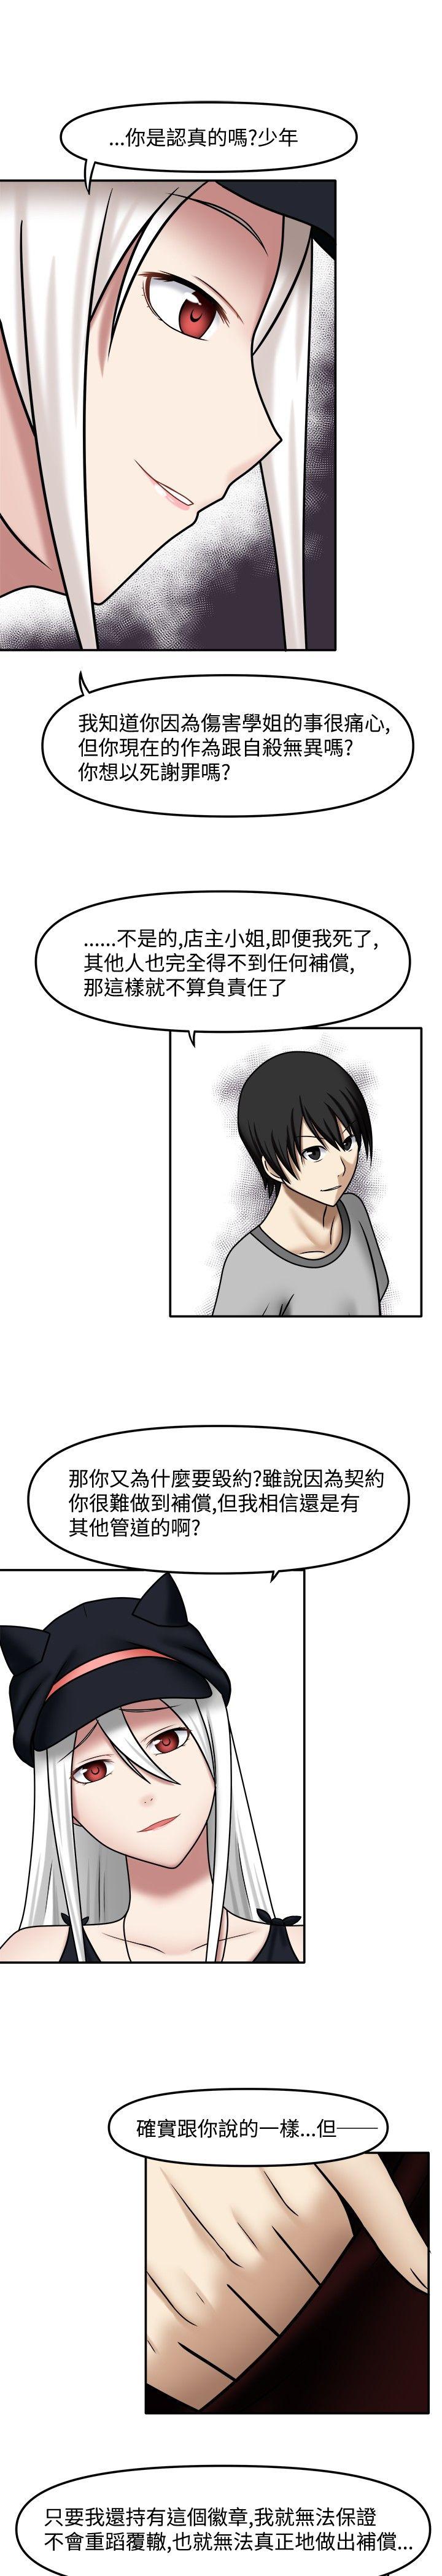 ...你是認真的嗎?少年
我知道你因為傷害學姐的事很痛心,
但你現在的作為跟自殺無異嗎?
你想以死謝罪嗎?
......不是的,店主小姐,即便我死了,
其他人也完全得不到任何補償,
那這樣就不算負責任了
那你又為什麼要毀約?雖說因為契約
你很難做到補償,但我相信還是有
其他管道的啊?
確實跟你說的一樣...但——
只要我還持有這個徽章,我就無法保證
不會重蹈覆轍,也就無法真正地做出補償...